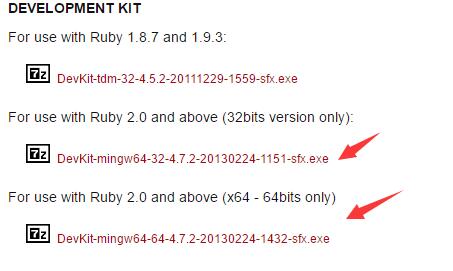 DEVELOPMENT KIT
For use with Ruby 1.8.7 and 1.9.3:
7z DevKit-tdm-32-4.5.2-20111229-1559-sfx.exe
For use with Ruby 2.0 and above (32bits version only):
7z DevKit-mingw64-32-4.7.2-20130224-1151-sfx.exe
For use with Ruby 2.0 and above (x64 - 64bits only)
7z DevKit-mingw64-64-4.7.2-20130224-1432-sfx.exe